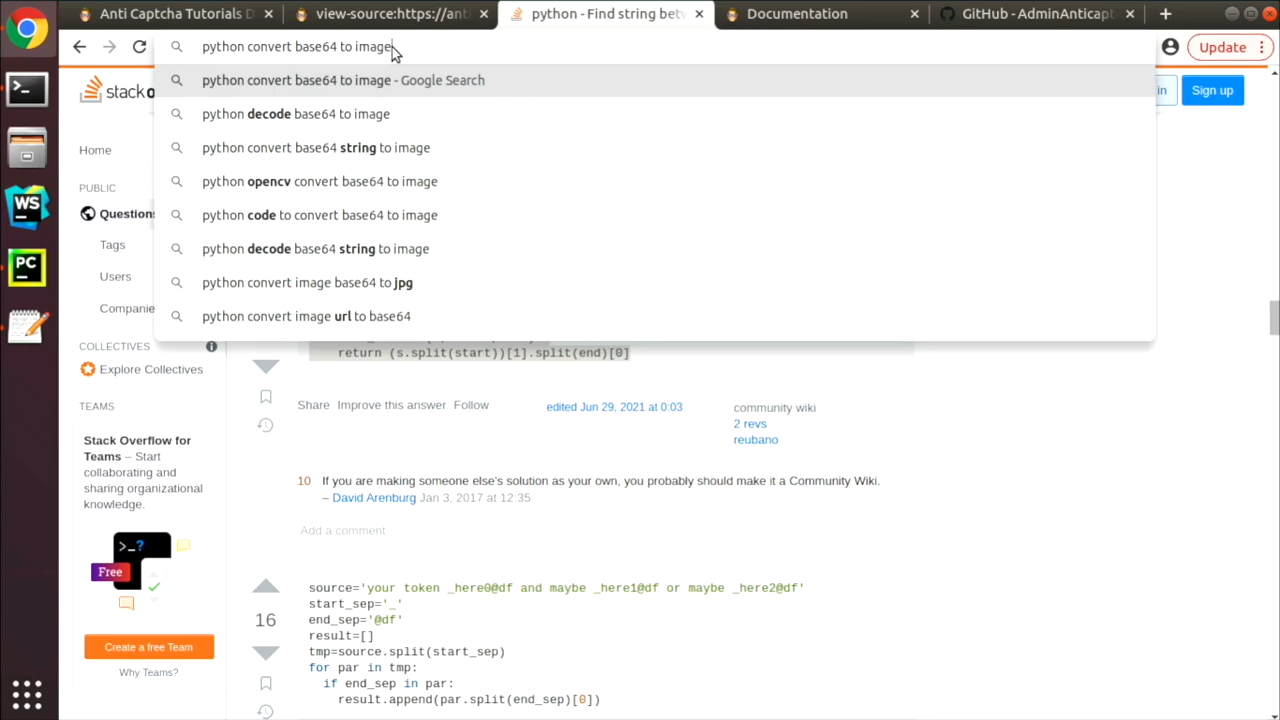 Anti Captcha Tutorials D
view-source:https://anti
python - Find string betw
Documentation
GitHub - AdminAnticapt
python convert base64 to image
Update
python convert base64 to image - Google Search
python decode base64 to image
python convert base64 string to image
python opencv convert base64 to image
python code to convert base64 to image
python decode base64 string to image
python convert image base64 to jpg
python convert image url to base64
stack o
in
Sign up
Home
PUBLIC
Questions
Tags
Users
Companie
COLLECTIVES
Explore Collectives
TEAMS
Stack Overflow for
Teams – Start
collaborating and
sharing organizational
knowledge.
>_?
Free
Create a free Team
Why Teams?
return (s.split(start))[1].split(end)[0]
Share Improve this answer Follow
edited Jun 29, 2021 at 0:03
community wiki
2 revs
reubano
10 If you are making someone else's solution as your own, you probably should make it a Community Wiki.
– David Arenburg Jan 3, 2017 at 12:35
Add a comment
16
source='your token _here0@df and maybe _here1@df or maybe _here2@df'
start_sep='_'
end_sep='@df'
result=[]
tmp=source.split(start_sep)
for par in tmp:
if end_sep in par:
result.append(par.split(end_sep)[0])
WS
PC